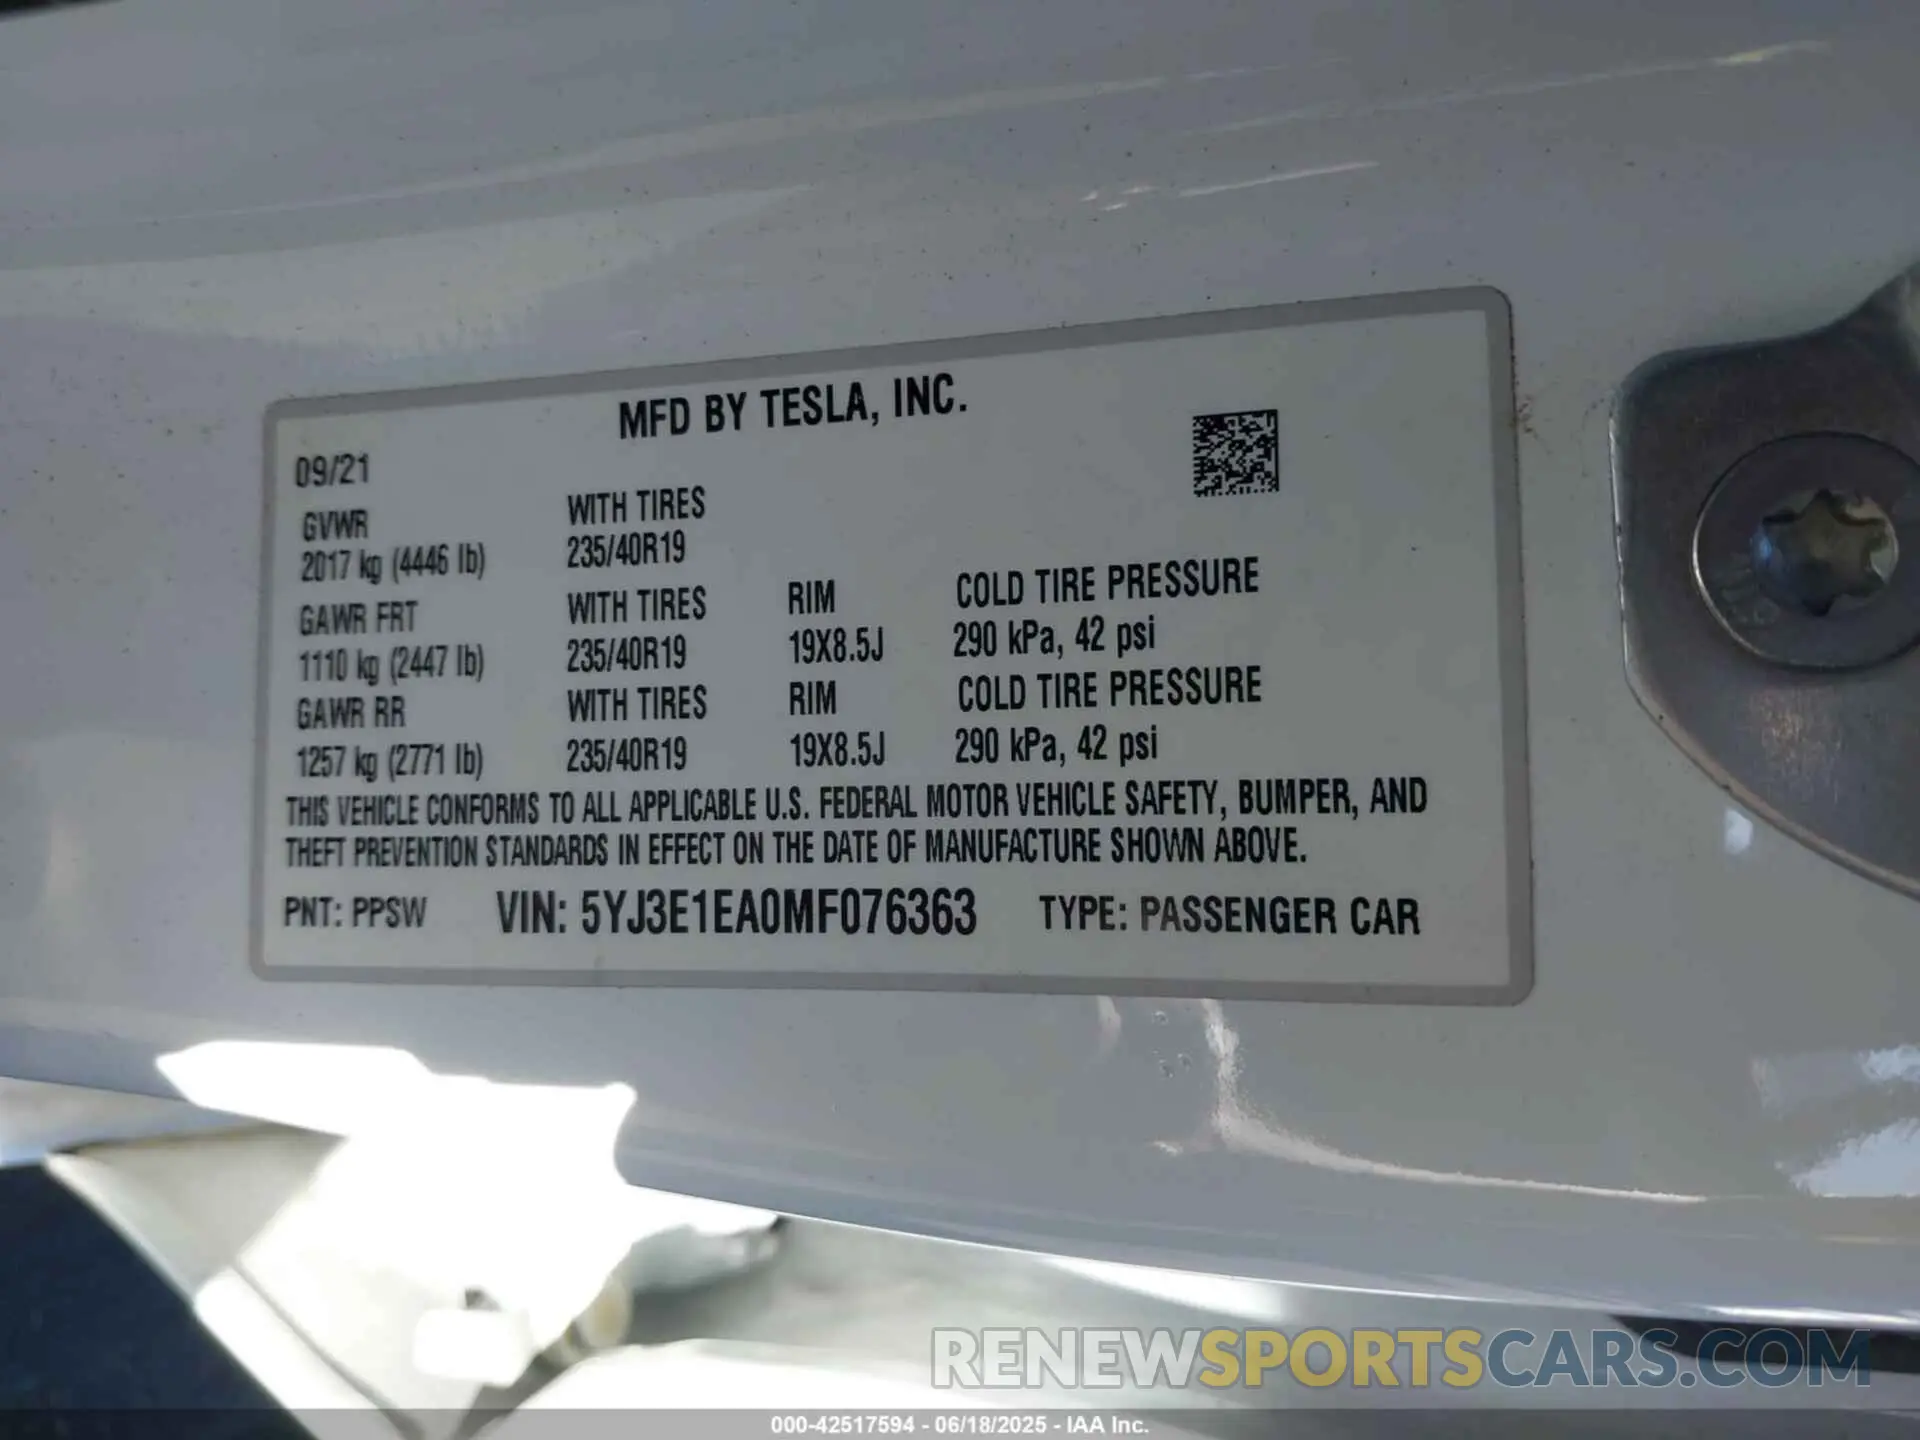 MFD BY TESLA, INC.
09/21
GVWR WITH TIRES
2017 kg (4446 lb) 235/40R19
GAWR FRT WITH TIRES RIM COLD TIRE PRESSURE
1110 kg (2447 lb) 235/40R19 19X8.5J 290 kPa, 42 psi
GAWR RR WITH TIRES RIM COLD TIRE PRESSURE
1257 kg (2771 lb) 235/40R19 19X8.5J 290 kPa, 42 psi
THIS VEHICLE CONFORMS TO ALL APPLICABLE U.S. FEDERAL MOTOR VEHICLE SAFETY, BUMPER, AND
THEFT PREVENTION STANDARDS IN EFFECT ON THE DATE OF MANUFACTURE SHOWN ABOVE.
PNT: PPSW VIN: 5YJ3E1EA0MF076363 TYPE: PASSENGER CAR
RENEWSPORTSCARS.COM
000-42517594 - 06/18/2025 - IAA Inc.